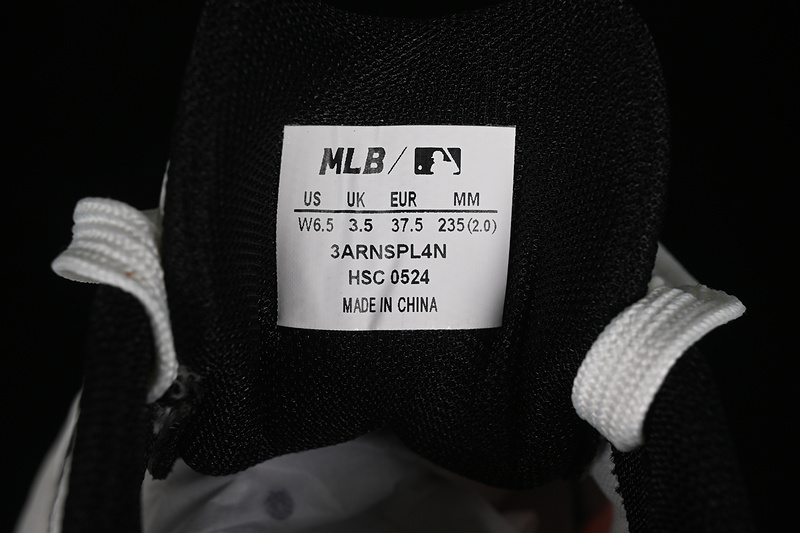 MLB /
US UK EUR MM
W6.5 3.5 37.5 235(2.0)
3ARNSPL4N
HSC 0524
MADE IN CHINA